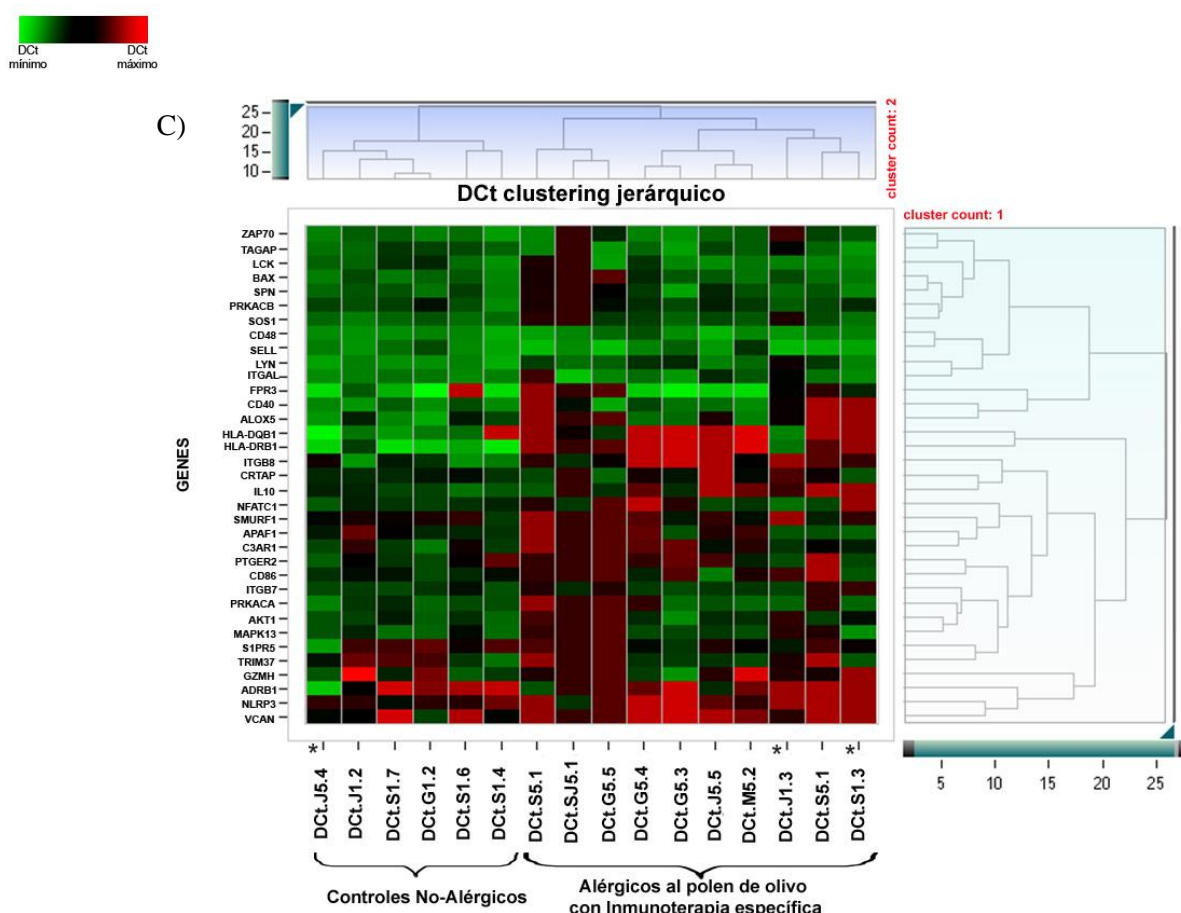 DCt
mínimo
DCt
máximo
C)
25
20
15
10
cluster count: 2
DCt clustering jerárquico
cluster count: 1
GENES
ZAP70
TAGAP
LCK
BAX
SPN
PRKACB
SOS1
CD48
SELL
LYN
ITGAL
FPR3
CD40
ALOX5
HLA-DQB1
HLA-DRB1
ITGB8
CRTAP
IL10
NFATC1
SMURF1
APAF1
C3AR1
PTGER2
CD86
ITGB7
PRKACA
AKT1
MAPK13
S1PR5
TRIM37
GZMH
ADRB1
NLRP3
VCAN
5
10
15
20
25
* DCt.J5.4
DCt.J1.2
DCt.S1.7
DCt.G1.2
DCt.S1.6
DCt.S1.4
DCt.S5.1
DCt.SJ5.1
DCt.G5.5
DCt.G5.4
DCt.G5.3
DCt.J5.5
DCt.M5.2
* DCt.J1.3
DCt.S5.1
* DCt.S1.3
Controles No-Alérgicos
Alérgicos al polen de olivo
con Inmunoterapia específica